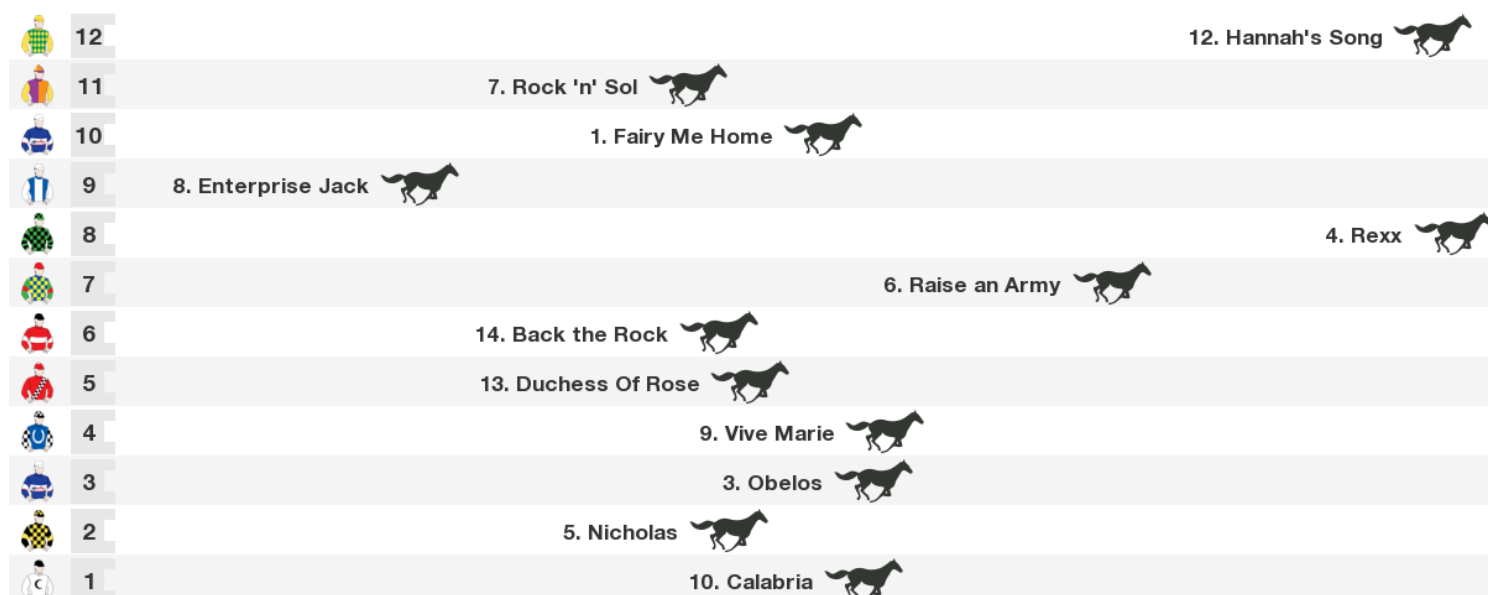 12 12. Hannah's Song
11 7. Rock 'n' Sol
10 1. Fairy Me Home
9 8. Enterprise Jack
8 4. Rexx
7 6. Raise an Army
6 14. Back the Rock
5 13. Duchess Of Rose
4 9. Vive Marie
3 3. Obelos
2 5. Nicholas
1 10. Calabria